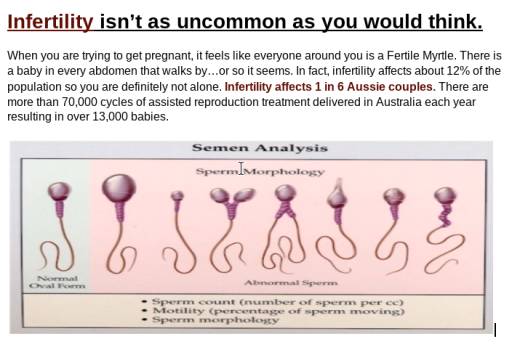 Infertility isn’t as uncommon as you would think.
When you are trying to get pregnant, it feels like everyone around you is a Fertile Myrtle. There is
a baby in every abdomen that walks by…or so it seems. In fact, infertility affects about 12% of the
population so you are definitely not alone. Infertility affects 1 in 6 Aussie couples. There are
more than 70,000 cycles of assisted reproduction treatment delivered in Australia each year
resulting in over 13,000 babies.
Semen Analysis
Sperm Morphology
Normal
Oval Form
Abnormal Sperm
• Sperm count (number of sperm per cc)
• Motility (percentage of sperm moving)
• Sperm morphology